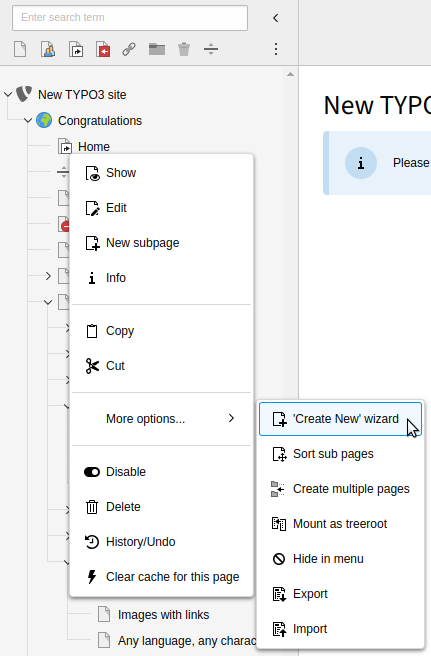 Enter search term
New TYPO3 site
Congratulations
Home
New TYPO
Please
Show
Edit
New subpage
Info
Copy
Cut
More options...
Disable
Delete
History/Undo
Clear cache for this page
'Create New' wizard
Sort sub pages
Create multiple pages
Mount as treeroot
Hide in menu
Export
Import
Images with links
Any language, any charac